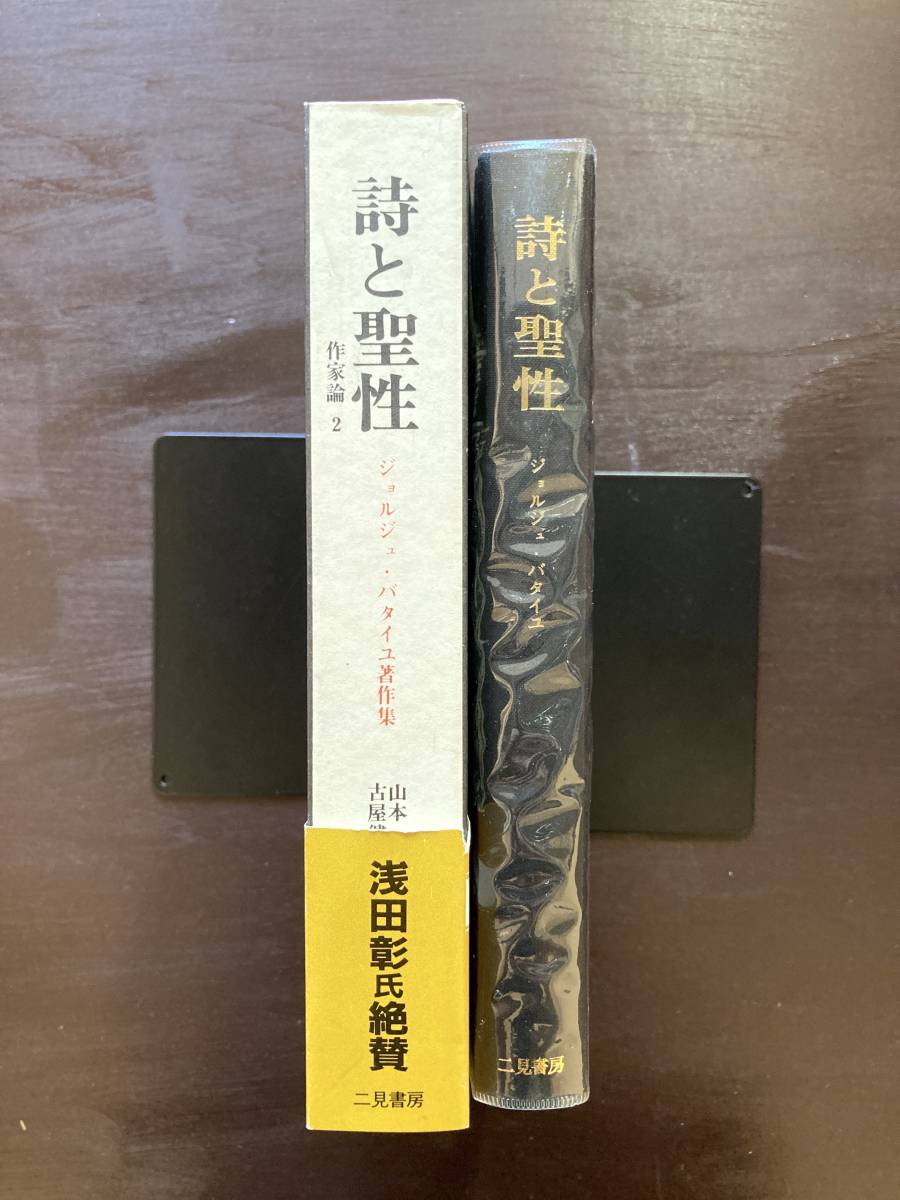 詩と聖性
作家論 2
ジョルジュ・バタイユ著作集
山本
古屋健
浅田彰氏絶賛
二見書房
詩と聖性
ジョルジュ・バタイユ
二見書房